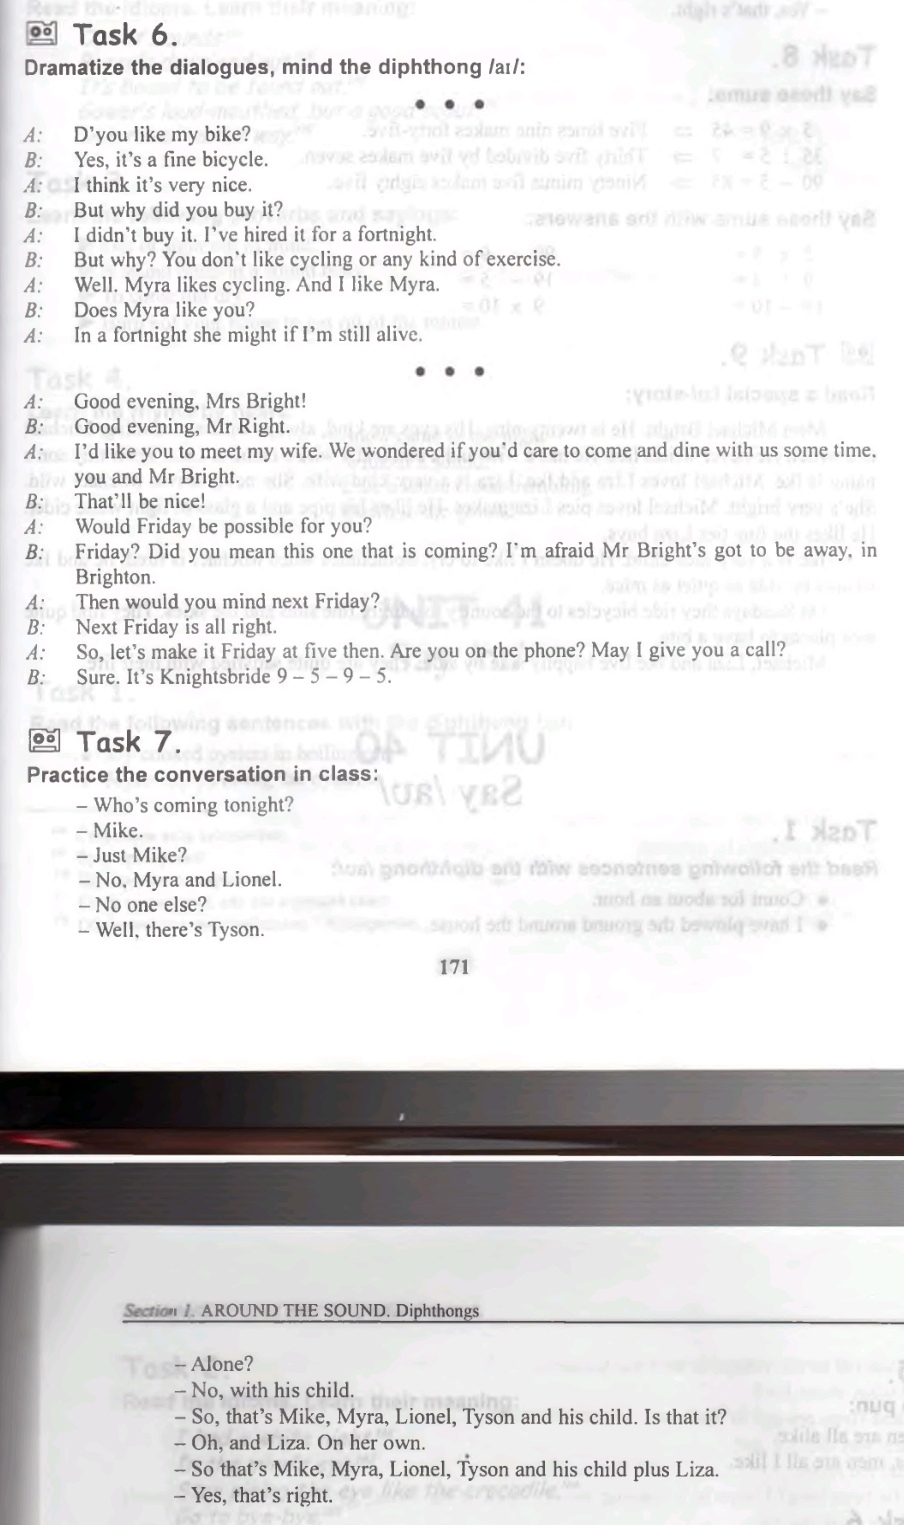 Task 6.
Dramatize the dialogues, mind the diphthong /aı/:
• • •
A: D'you like my bike?
B: Yes, it's a fine bicycle.
A: I think it's very nice.
B: But why did you buy it?
A: I didn't buy it. I've hired it for a fortnight.
B: But why? You don't like cycling or any kind of exercise.
A: Well. Myra likes cycling. And I like Myra.
B: Does Myra like you?
A: In a fortnight she might if I'm still alive.
• • •
A: Good evening, Mrs Bright!
B: Good evening, Mr Right.
A: I'd like you to meet my wife. We wondered if you'd care to come and dine with us some time,
you and Mr Bright.
B: That'll be nice!
A: Would Friday be possible for you?
B: Friday? Did you mean this one that is coming? I'm afraid Mr Bright's got to be away, in
Brighton.
A: Then would you mind next Friday?
B: Next Friday is all right.
A: So, let's make it Friday at five then. Are you on the phone? May I give you a call?
B: Sure. It's Knightsbride 9 – 5 – 9 – 5.
Task 7.
Practice the conversation in class:
– Who's coming tonight?
– Mike.
– Just Mike?
– No, Myra and Lionel.
– No one else?
– Well, there's Tyson.
171
Section 1. AROUND THE SOUND. Diphthongs
– Alone?
– No, with his child.
– So, that's Mike, Myra, Lionel, Tyson and his child. Is that it?
– Oh, and Liza. On her own.
– So that's Mike, Myra, Lionel, Tyson and his child plus Liza.
– Yes, that's right.